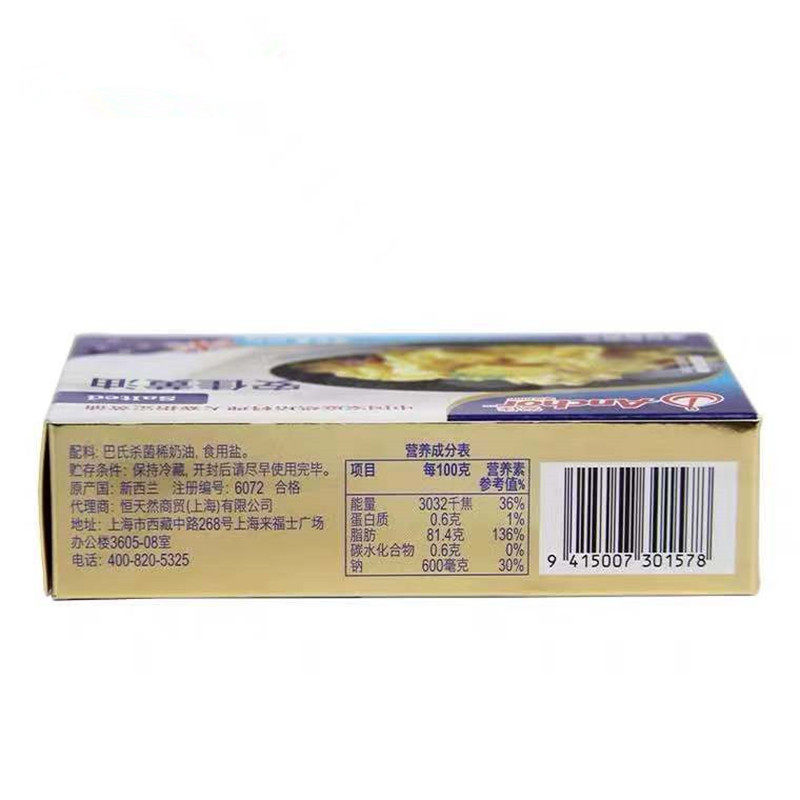 Anchor
安佳
安佳黄油
Salted
配料: 巴氏杀菌稀奶油, 食用盐。
贮存条件: 保持冷藏, 开封后请尽早使用完毕。
原产国: 新西兰 注册编号: 6072 合格
代理商: 恒天然商贸(上海)有限公司
地址: 上海市西藏中路268号上海来福士广场
办公楼3605-08室
电话: 400-820-5325
营养成分表
项目 每100克 营养素参考值%
能量 3032千焦 36%
蛋白质 0.6克 1%
脂肪 81.4克 136%
碳水化合物 0.6克 0%
钠 600毫克 30%
9 415007 301578